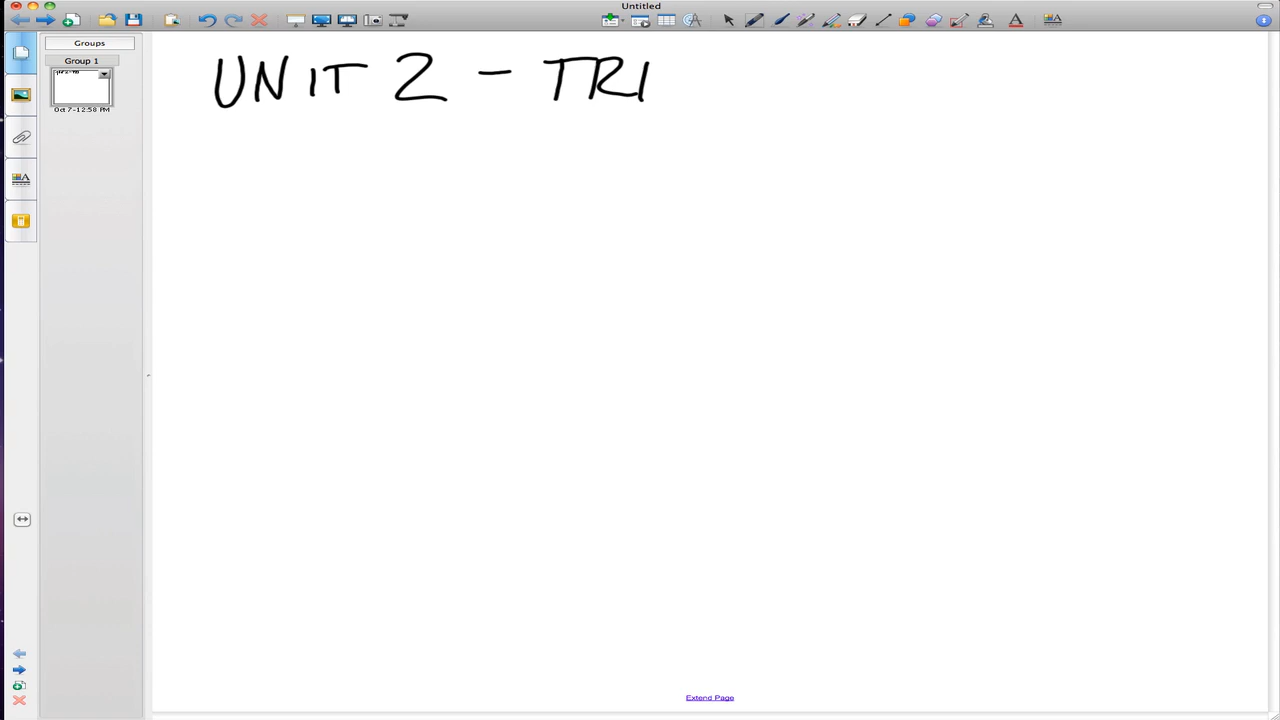 Untitled
Groups
Group 1
Oct 7-12:58 PM
UNIT 2 - TRI
Extend Page